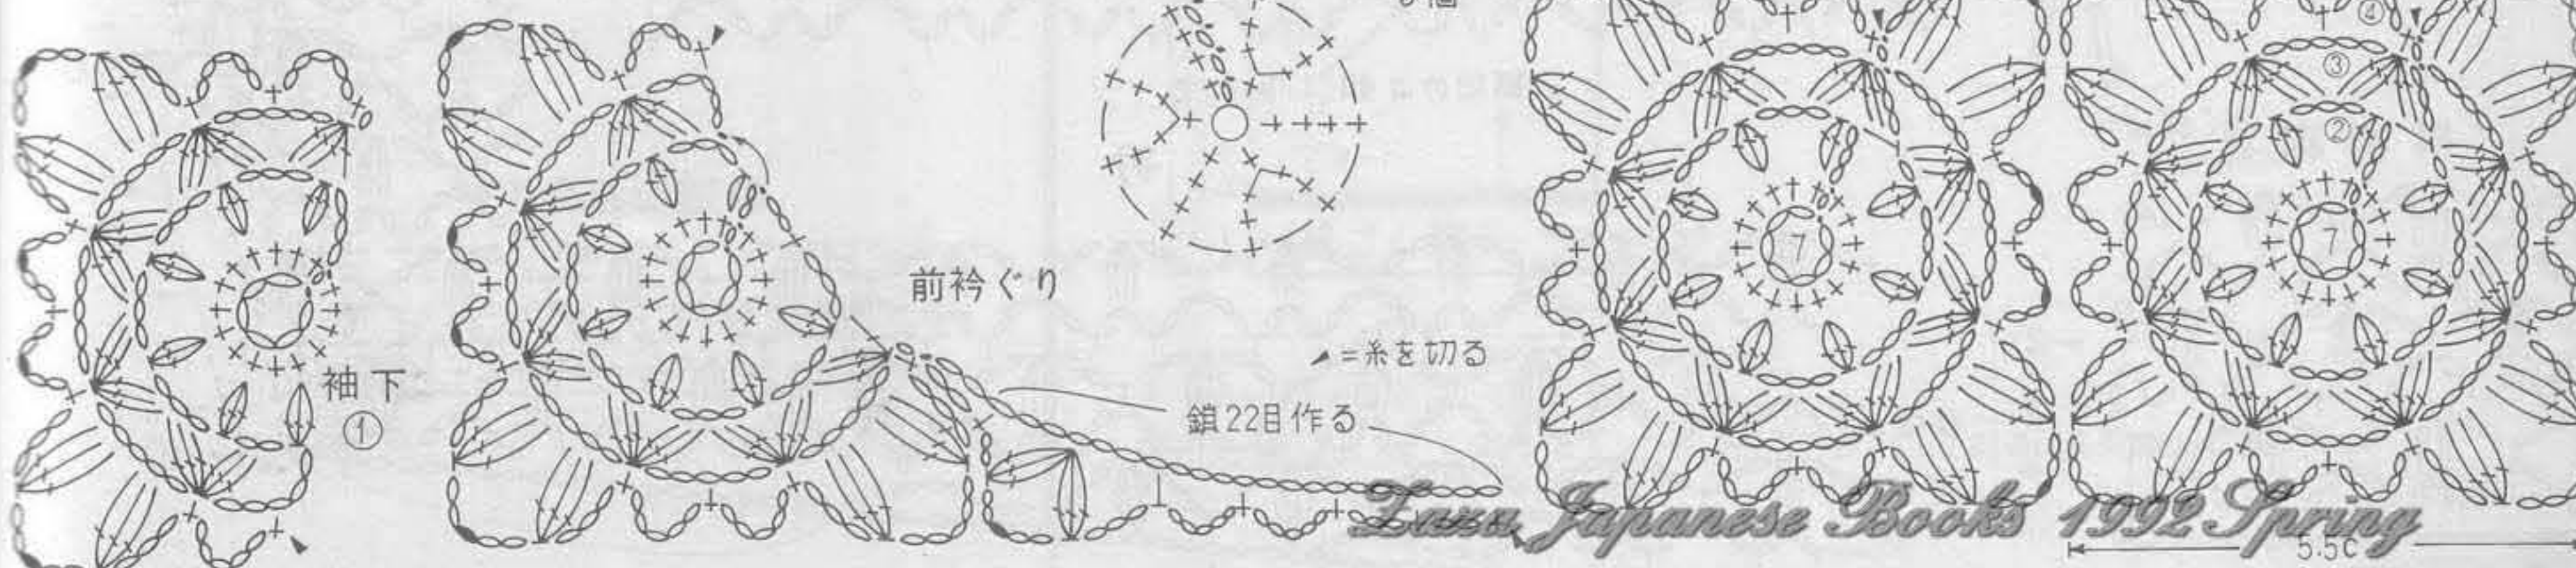 ④
③
②
7
7
前衿ぐり
=糸を切る
袖下
①
鎖22目作る
Japanese Books 1992 Spring
5.5c